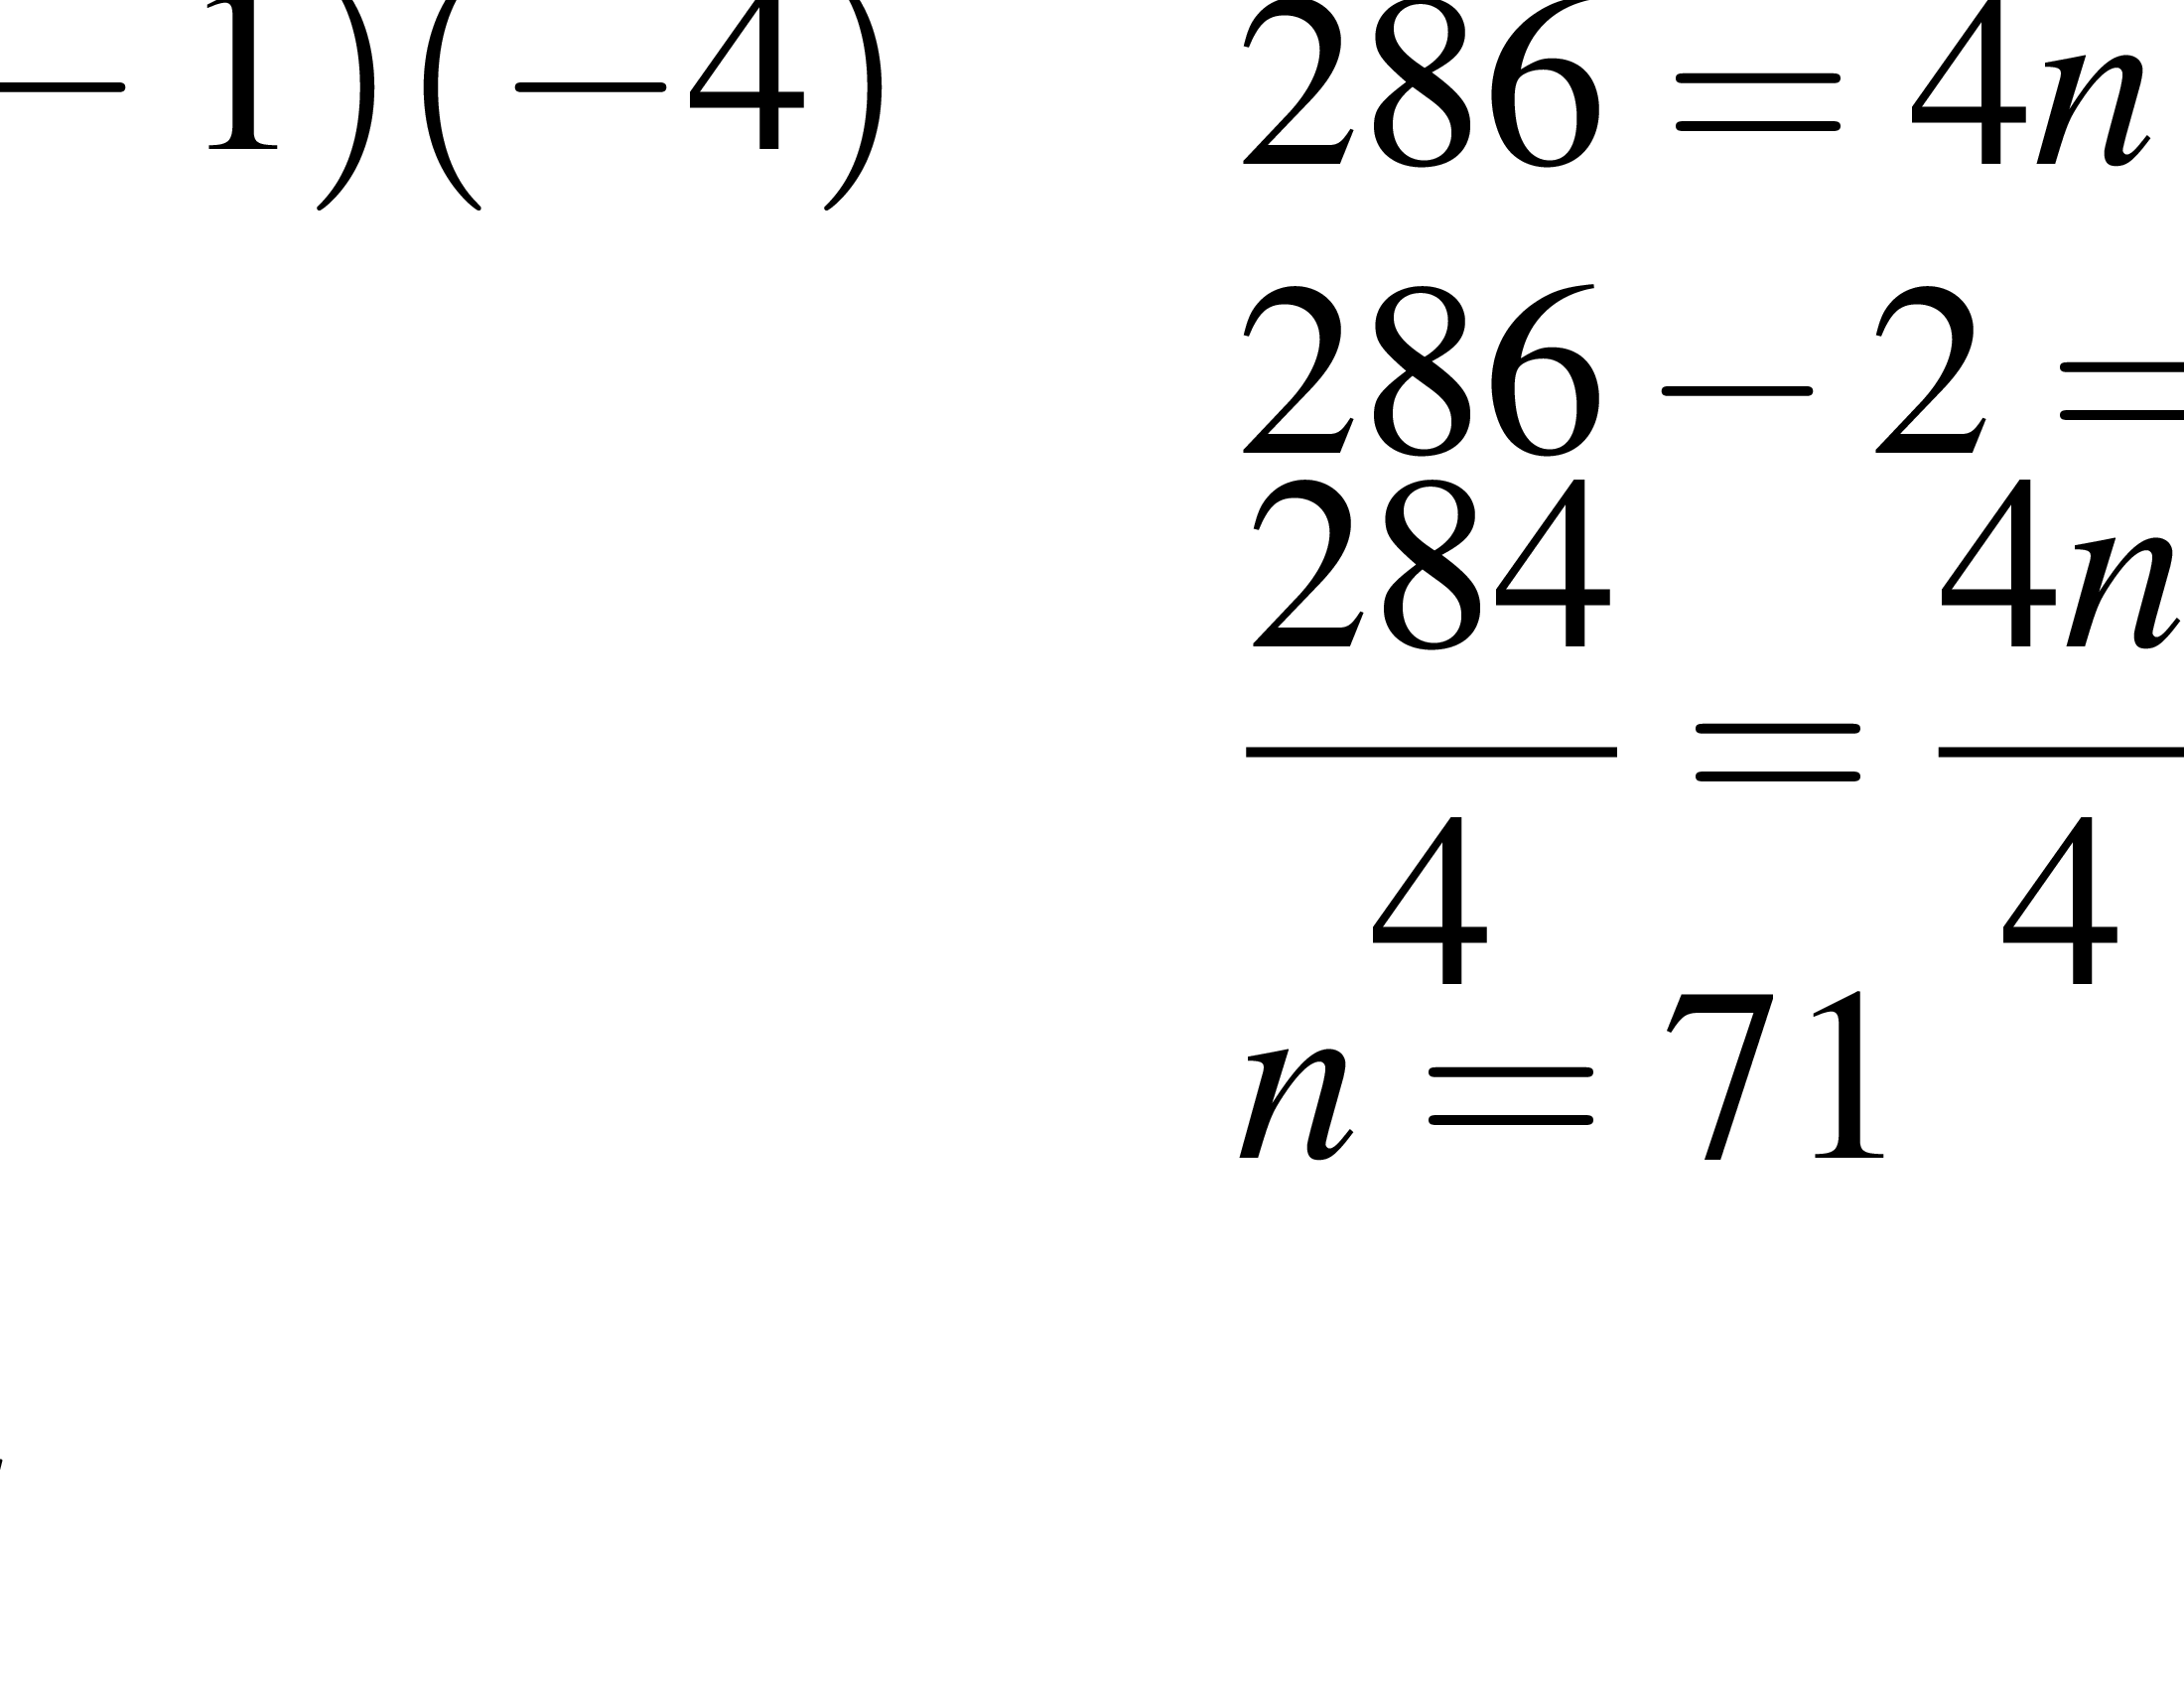 − 1)(−4)
286 = 4n
286 − 2 =
284 4n
=
4 4
n = 71